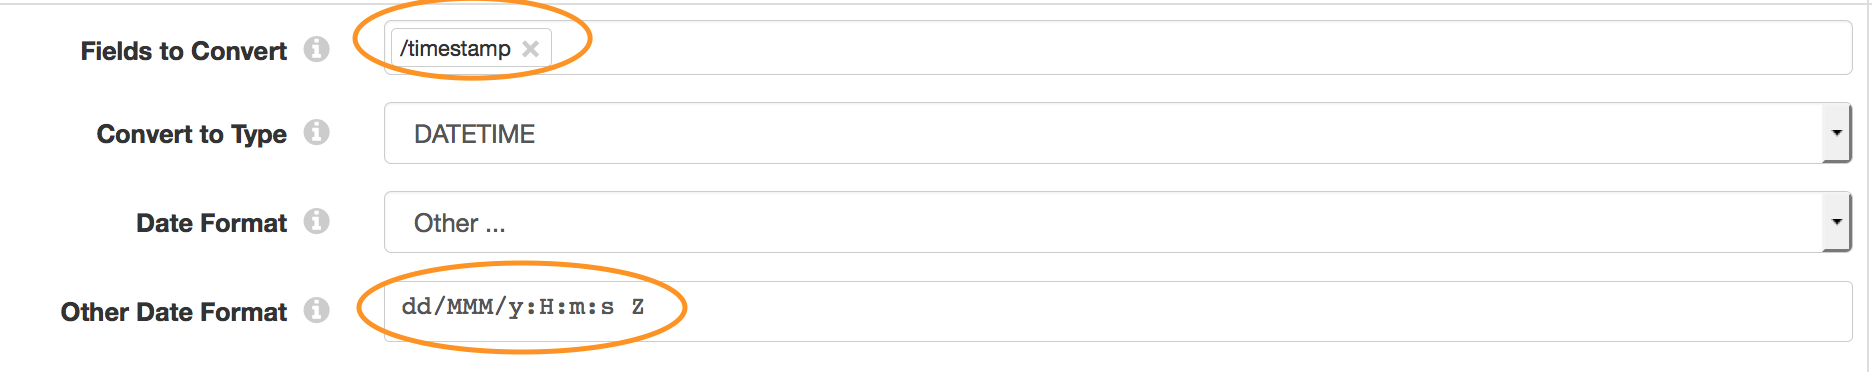 Fields to Convert /timestamp
Convert to Type DATETIME
Date Format Other ...
Other Date Format dd/MMM/y:H:m:s Z